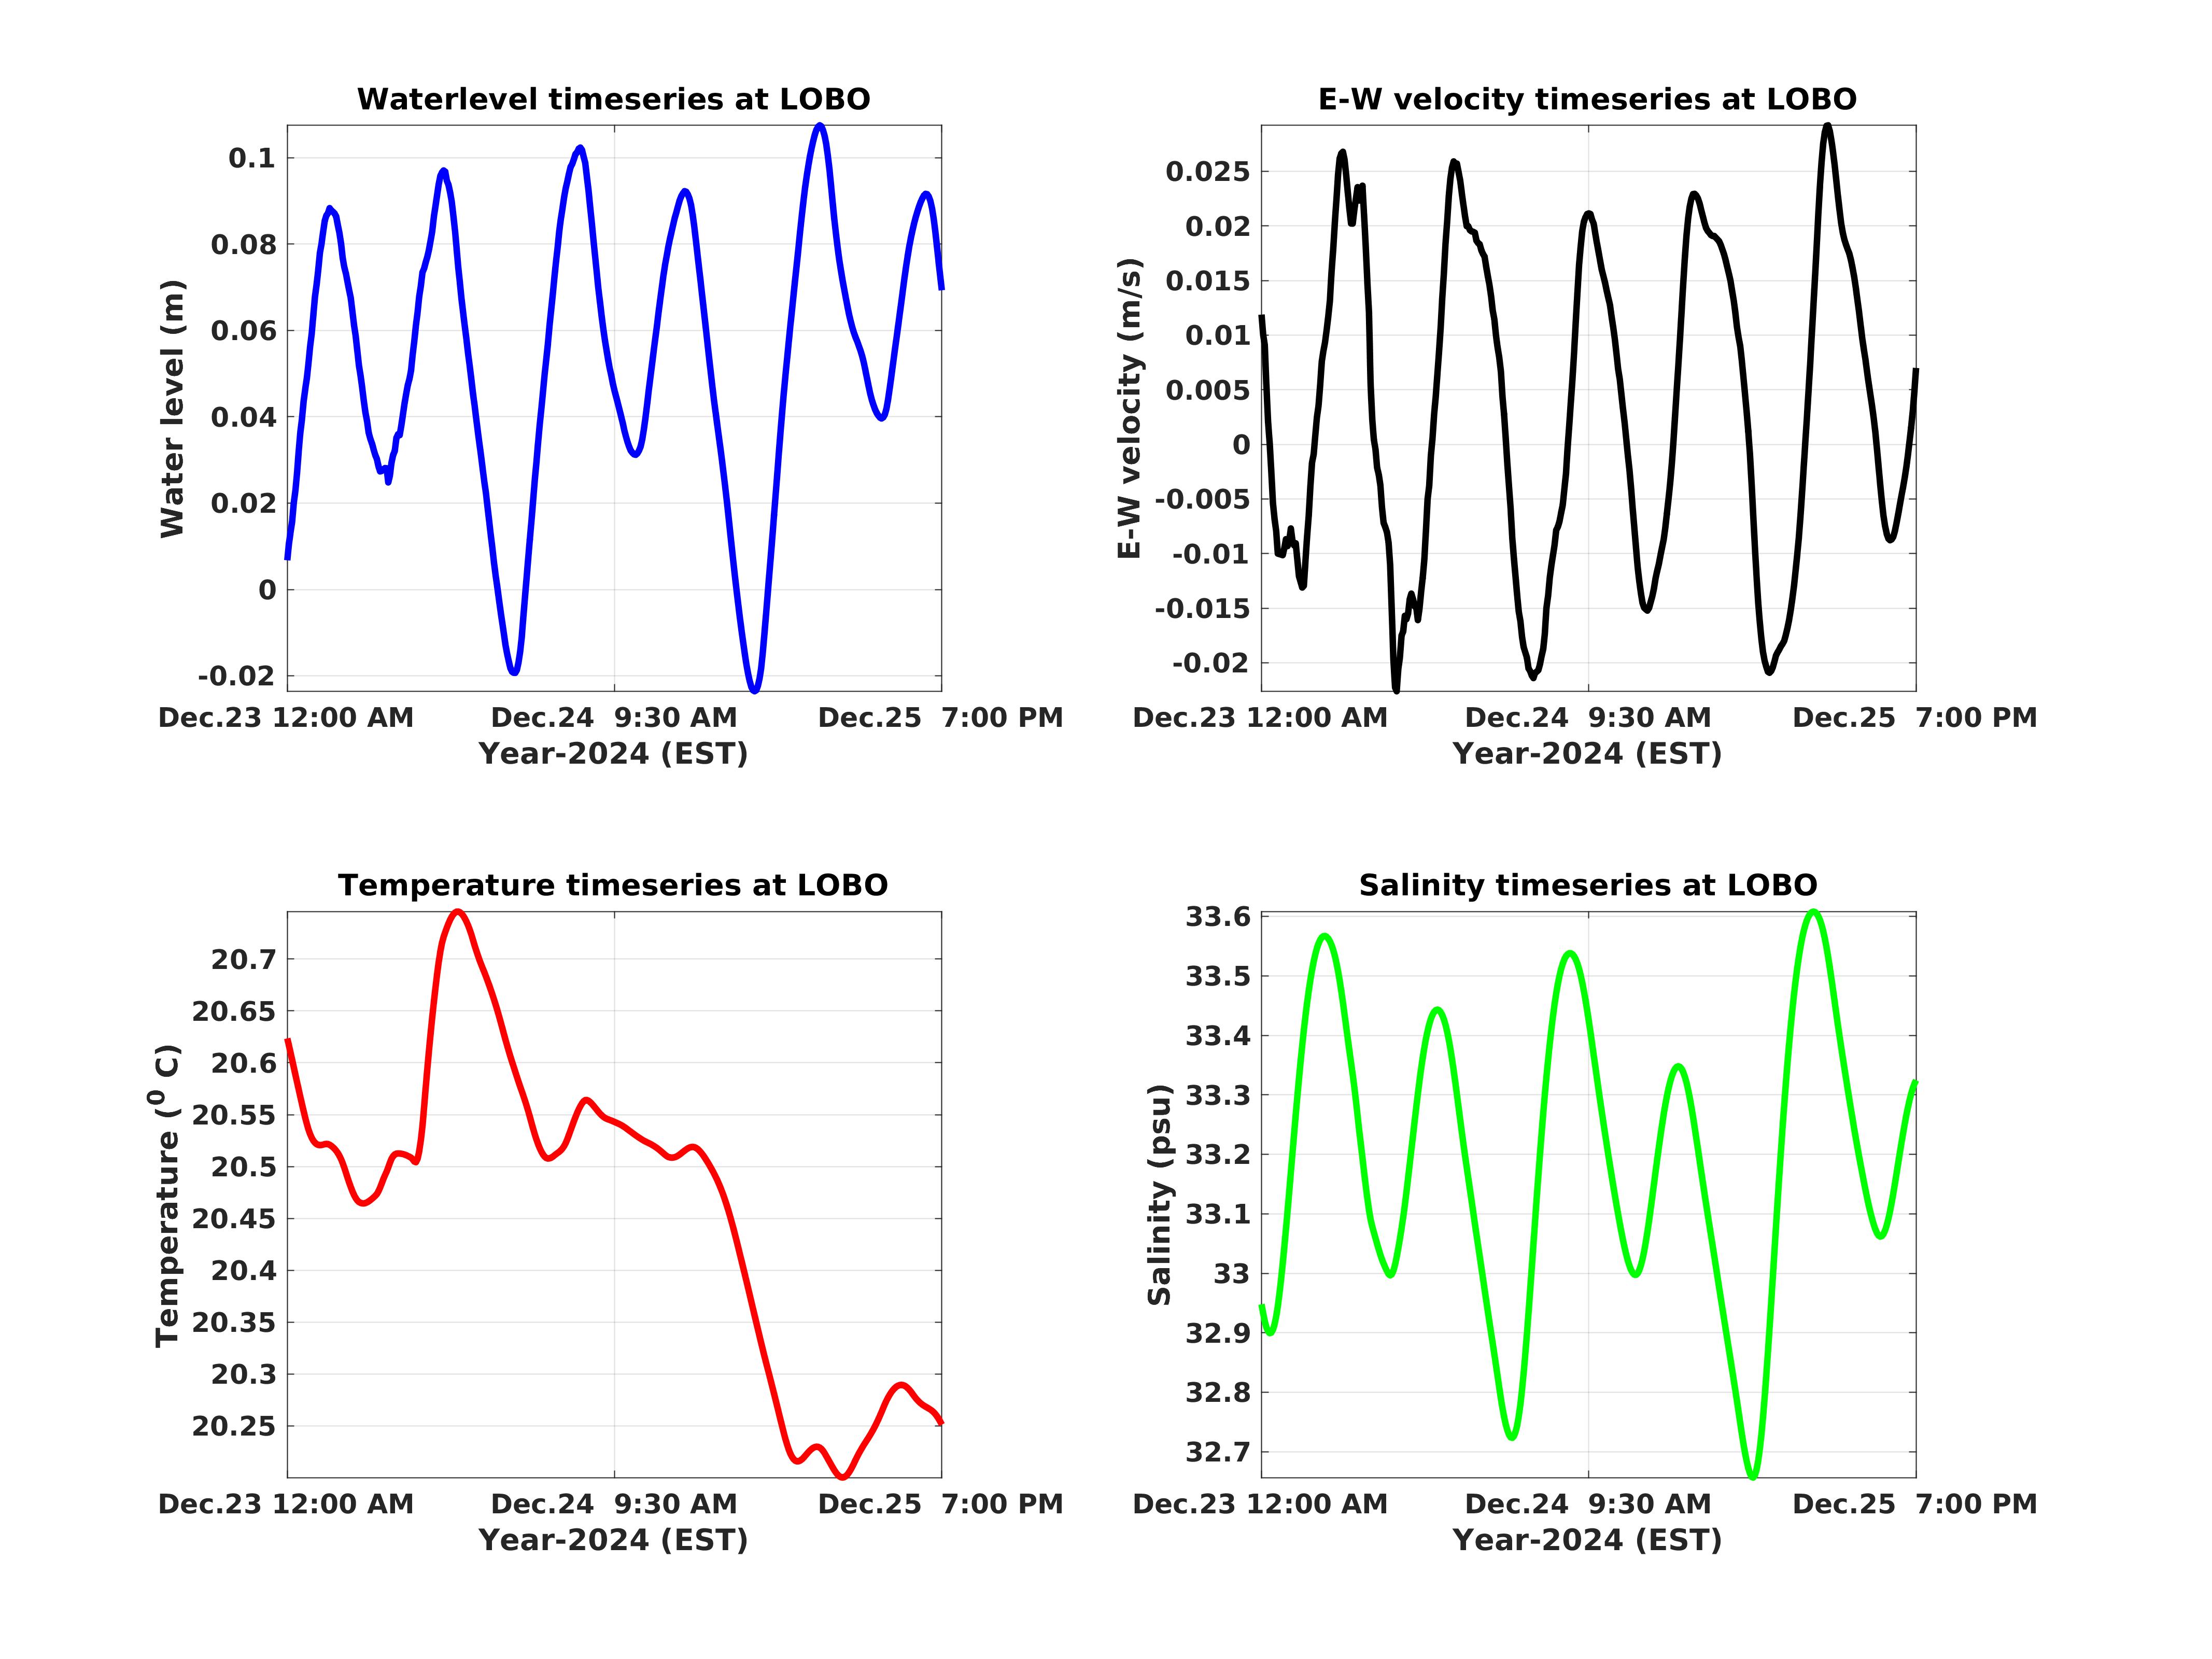 Waterlevel timeseries at LOBO
Water level (m)
0.1
0.08
0.06
0.04
0.02
0
-0.02
Dec.23 12:00 AM Dec.24 9:30 AM Dec.25 7:00 PM
Year-2024 (EST)
E-W velocity timeseries at LOBO
E-W velocity (m/s)
0.025
0.02
0.015
0.01
0.005
0
-0.005
-0.01
-0.015
-0.02
Dec.23 12:00 AM Dec.24 9:30 AM Dec.25 7:00 PM
Year-2024 (EST)
Temperature timeseries at LOBO
Temperature (⁰ C)
20.7
20.65
20.6
20.55
20.5
20.45
20.4
20.35
20.3
20.25
Dec.23 12:00 AM Dec.24 9:30 AM Dec.25 7:00 PM
Year-2024 (EST)
Salinity timeseries at LOBO
Salinity (psu)
33.6
33.5
33.4
33.3
33.2
33.1
33
32.9
32.8
32.7
Dec.23 12:00 AM Dec.24 9:30 AM Dec.25 7:00 PM
Year-2024 (EST)